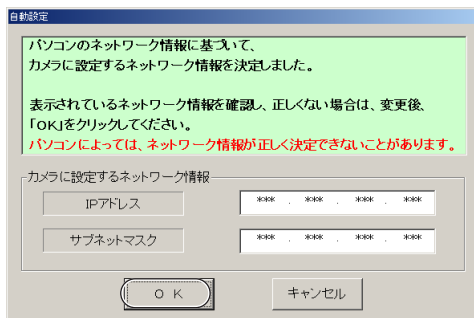 自動設定
パソコンのネットワーク情報に基づいて、
カメラに設定するネットワーク情報を決定しました。
表示されているネットワーク情報を確認し、正しくない場合は、変更後、
「OK」をクリックしてください。
パソコンによっては、ネットワーク情報が正しく決定できないことがあります。
カメラに設定するネットワーク情報
IPアドレス
*** . *** . *** . ***
サブネットマスク
*** . *** . *** . ***
OK キャンセル